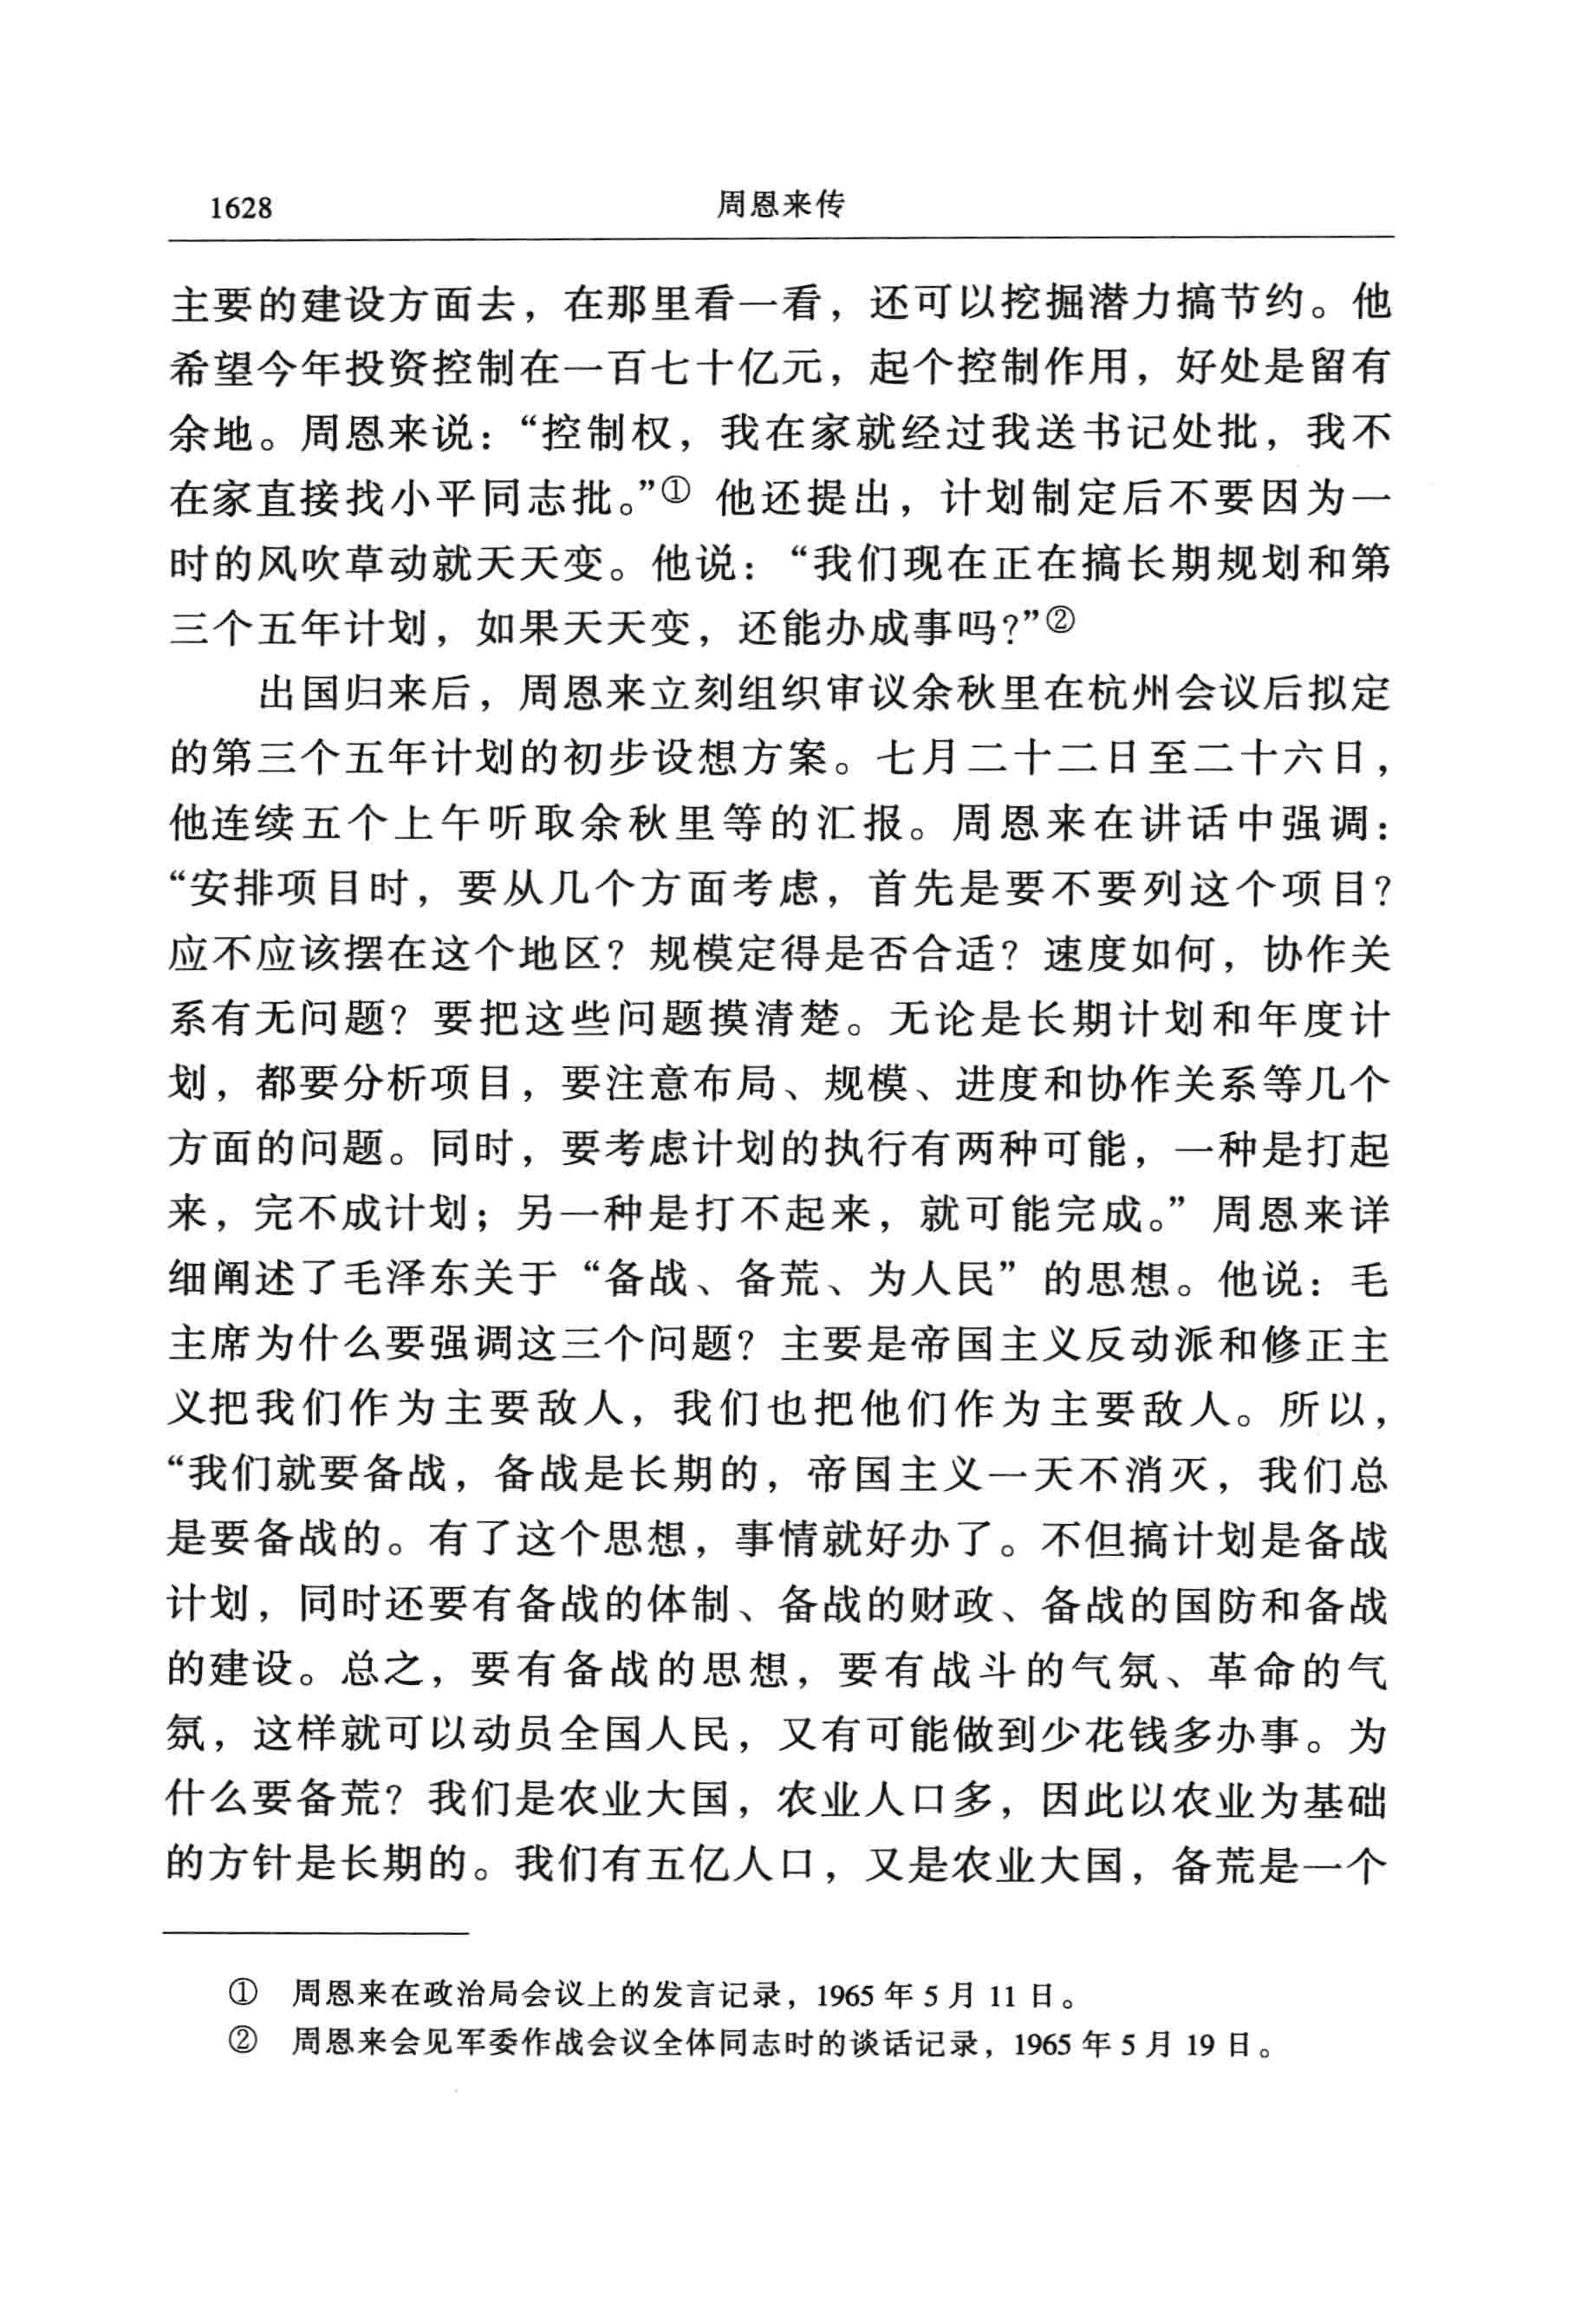 1628 周恩来传
主要的建设方面去，在那里看一看，还可以挖掘潜力搞节约。他
希望今年投资控制在一百七十亿元，起个控制作用，好处是留有
余地。周恩来说：“控制权，我在家就经过我送书记处批，我不
在家直接找小平同志批。”① 他还提出，计划制定后不要因为一
时的风吹草动就天天变。他说：“我们现在正在搞长期规划和第
三个五年计划，如果天天变，还能办成事吗？”②
出国归来后，周恩来立刻组织审议余秋里在杭州会议后拟定
的第三个五年计划的初步设想方案。七月二十二日至二十六日，
他连续五个上午听取余秋里等的汇报。周恩来在讲话中强调：
“安排项目时，要从几个方面考虑，首先是要不要列这个项目？
应不应该摆在这个地区？规模定得是否合适？速度如何，协作关
系有无问题？要把这些问题摸清楚。无论是长期计划和年度计
划，都要分析项目，要注意布局、规模、进度和协作关系等几个
方面的问题。同时，要考虑计划的执行有两种可能，一种是打起
来，完不成计划；另一种是打不起来，就可能完成。”周恩来详
细阐述了毛泽东关于“备战、备荒、为人民”的思想。他说：毛
主席为什么要强调这三个问题？主要是帝国主义反动派和修正主
义把我们作为主要敌人，我们也把他们作为主要敌人。所以，
“我们就要备战，备战是长期的，帝国主义一天不消灭，我们总
是要备战的。有了这个思想，事情就好办了。不但搞计划是备战
计划，同时还要有备战的体制、备战的财政、备战的国防和备战
的建设。总之，要有备战的思想，要有战斗的气氛、革命的气
氛，这样就可以动员全国人民，又有可能做到少花钱多办事。为
什么要备荒？我们是农业大国，农业人口多，因此以农业为基础
的方针是长期的。我们有五亿人口，又是农业大国，备荒是一个
① 周恩来在政治局会议上的发言记录，1965 年 5 月 11 日。
② 周恩来会见军委作战会议全体同志时的谈话记录，1965 年 5 月 19 日。